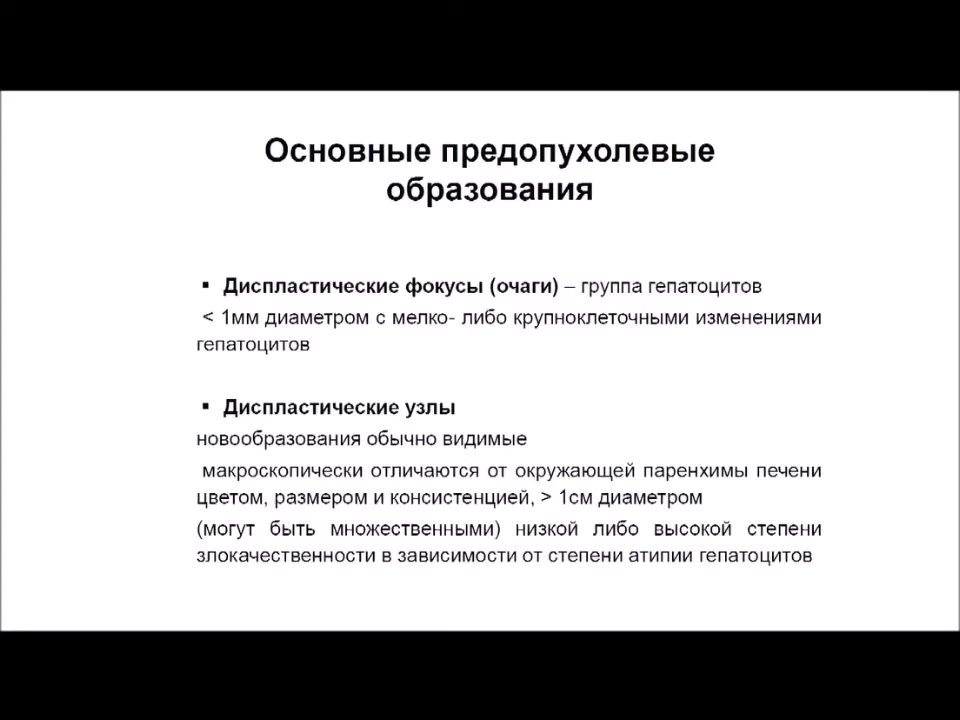 Основные предопухолевые
образования
▪ Диспластические фокусы (очаги) – группа гепатоцитов
< 1мм диаметром с мелко- либо крупноклеточными изменениями
гепатоцитов
▪ Диспластические узлы
новообразования обычно видимые
макроскопически отличаются от окружающей паренхимы печени
цветом, размером и консистенцией, > 1см диаметром
(могут быть множественными) низкой либо высокой степени
злокачественности в зависимости от степени атипии гепатоцитов